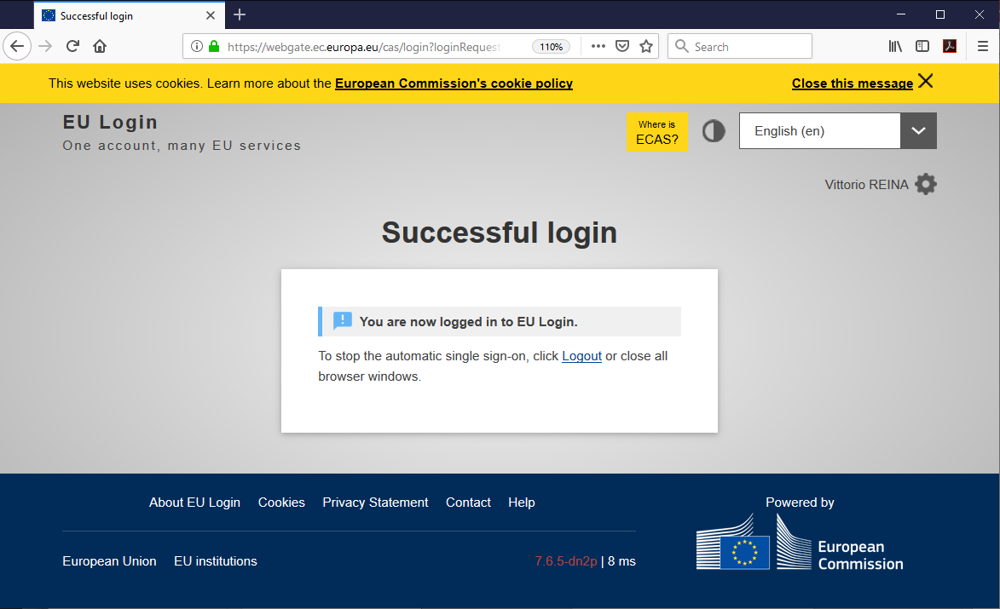 Successful login
https://webgate.ec.europa.eu/cas/login?loginRequest
110%
Search
This website uses cookies. Learn more about the European Commission's cookie policy
Close this message
EU Login
One account, many EU services
Where is
ECAS?
English (en)
Vittorio REINA
Successful login
You are now logged in to EU Login.
To stop the automatic single sign-on, click Logout or close all
browser windows.
About EU Login Cookies Privacy Statement Contact Help
Powered by
European Union EU institutions
7.6.5-dn2p | 8 ms
European
Commission